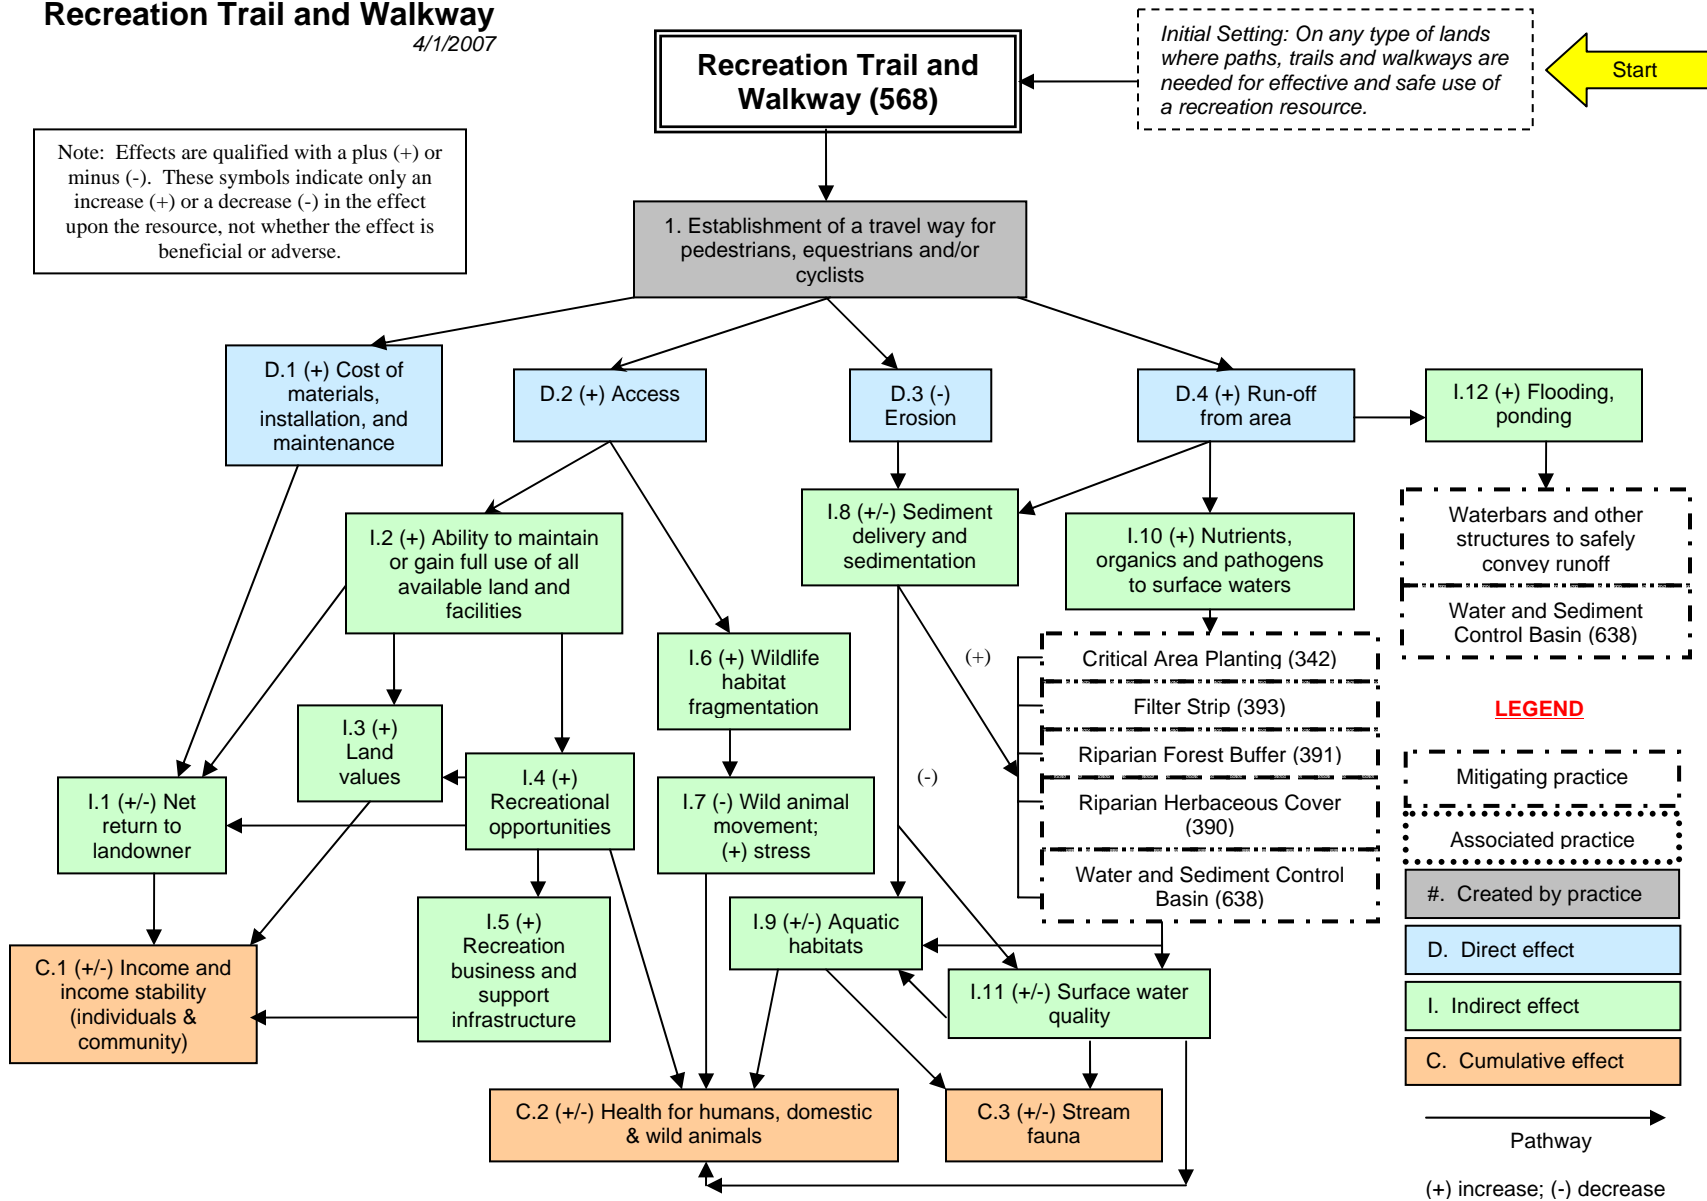 Recreation Trail and Walkway
4/1/2007
Recreation Trail and
Walkway (568)
Initial Setting: On any type of lands
where paths, trails and walkways are
needed for effective and safe use of
a recreation resource.
Start
Note: Effects are qualified with a plus (+) or
minus (-). These symbols indicate only an
increase (+) or a decrease (-) in the effect
upon the resource, not whether the effect is
beneficial or adverse.
1. Establishment of a travel way for
pedestrians, equestrians and/or
cyclists
D.1 (+) Cost of
materials,
installation, and
maintenance
D.2 (+) Access
D.3 (-)
Erosion
D.4 (+) Run-off
from area
I.12 (+) Flooding,
ponding
I.2 (+) Ability to maintain
or gain full use of all
available land and
facilities
I.8 (+/-) Sediment
delivery and
sedimentation
I.10 (+) Nutrients,
organics and pathogens
to surface waters
Waterbars and other
structures to safely
convey runoff
Water and Sediment
Control Basin (638)
I.6 (+) Wildlife
habitat
fragmentation
(+)
Critical Area Planting (342)
Filter Strip (393)
Riparian Forest Buffer (391)
Riparian Herbaceous Cover
(390)
Water and Sediment Control
Basin (638)
I.3 (+)
Land
values
I.4 (+)
Recreational
opportunities
I.1 (+/-) Net
return to
landowner
I.7 (-) Wild animal
movement;
(+) stress
(-)
I.5 (+)
Recreation
business and
support
infrastructure
I.9 (+/-) Aquatic
habitats
I.11 (+/-) Surface water
quality
C.1 (+/-) Income and
income stability
(individuals &
community)
C.2 (+/-) Health for humans, domestic
& wild animals
C.3 (+/-) Stream
fauna
LEGEND
Mitigating practice
Associated practice
#. Created by practice
D. Direct effect
I. Indirect effect
C. Cumulative effect
Pathway
(+) increase; (-) decrease